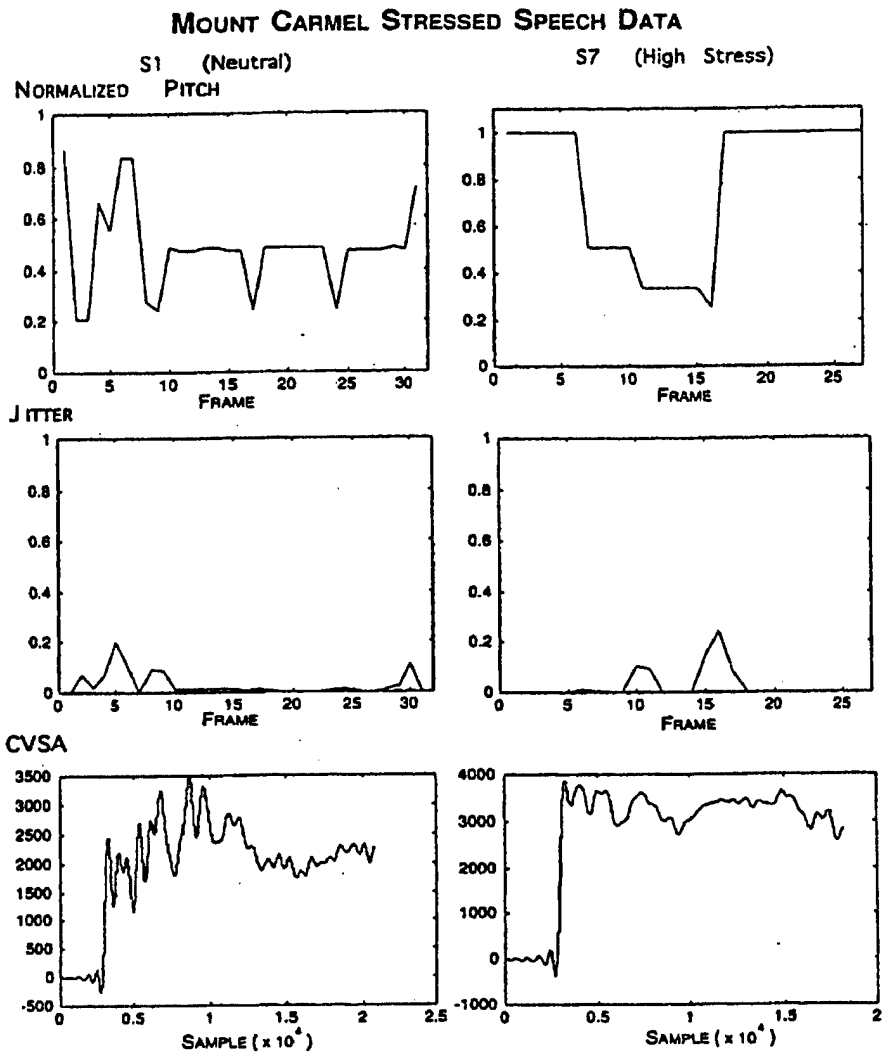 MOUNT CARMEL STRESSED SPEECH DATA
S1 (Neutral)
S7 (High Stress)
NORMALIZED PITCH
1
0.8
0.6
0.4
0.2
0
0 5 10 15 20 25 30
FRAME
1
0.8
0.6
0.4
0.2
0
0 5 10 15 20 25
FRAME
JITTER
1
0.8
0.6
0.4
0.2
0
0 5 10 15 20 25 30
FRAME
1
0.8
0.6
0.4
0.2
0
0 5 10 15 20 25
FRAME
CVSA
3500
3000
2500
2000
1500
1000
500
0
-500
0 0.5 1 1.5 2 2.5
SAMPLE ( x 10^4 )
4000
3000
2000
1000
0
-1000
0 0.5 1 1.5 2
SAMPLE ( x 10^4 )